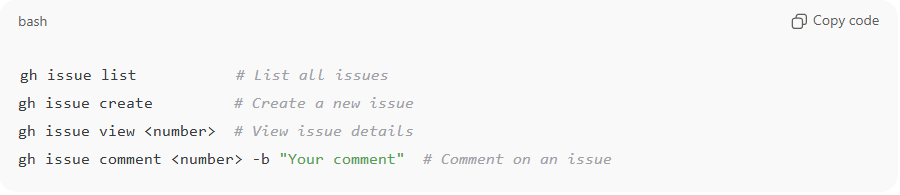 bash
Copy code
gh issue list # List all issues
gh issue create # Create a new issue
gh issue view <number> # View issue details
gh issue comment <number> -b "Your comment" # Comment on an issue